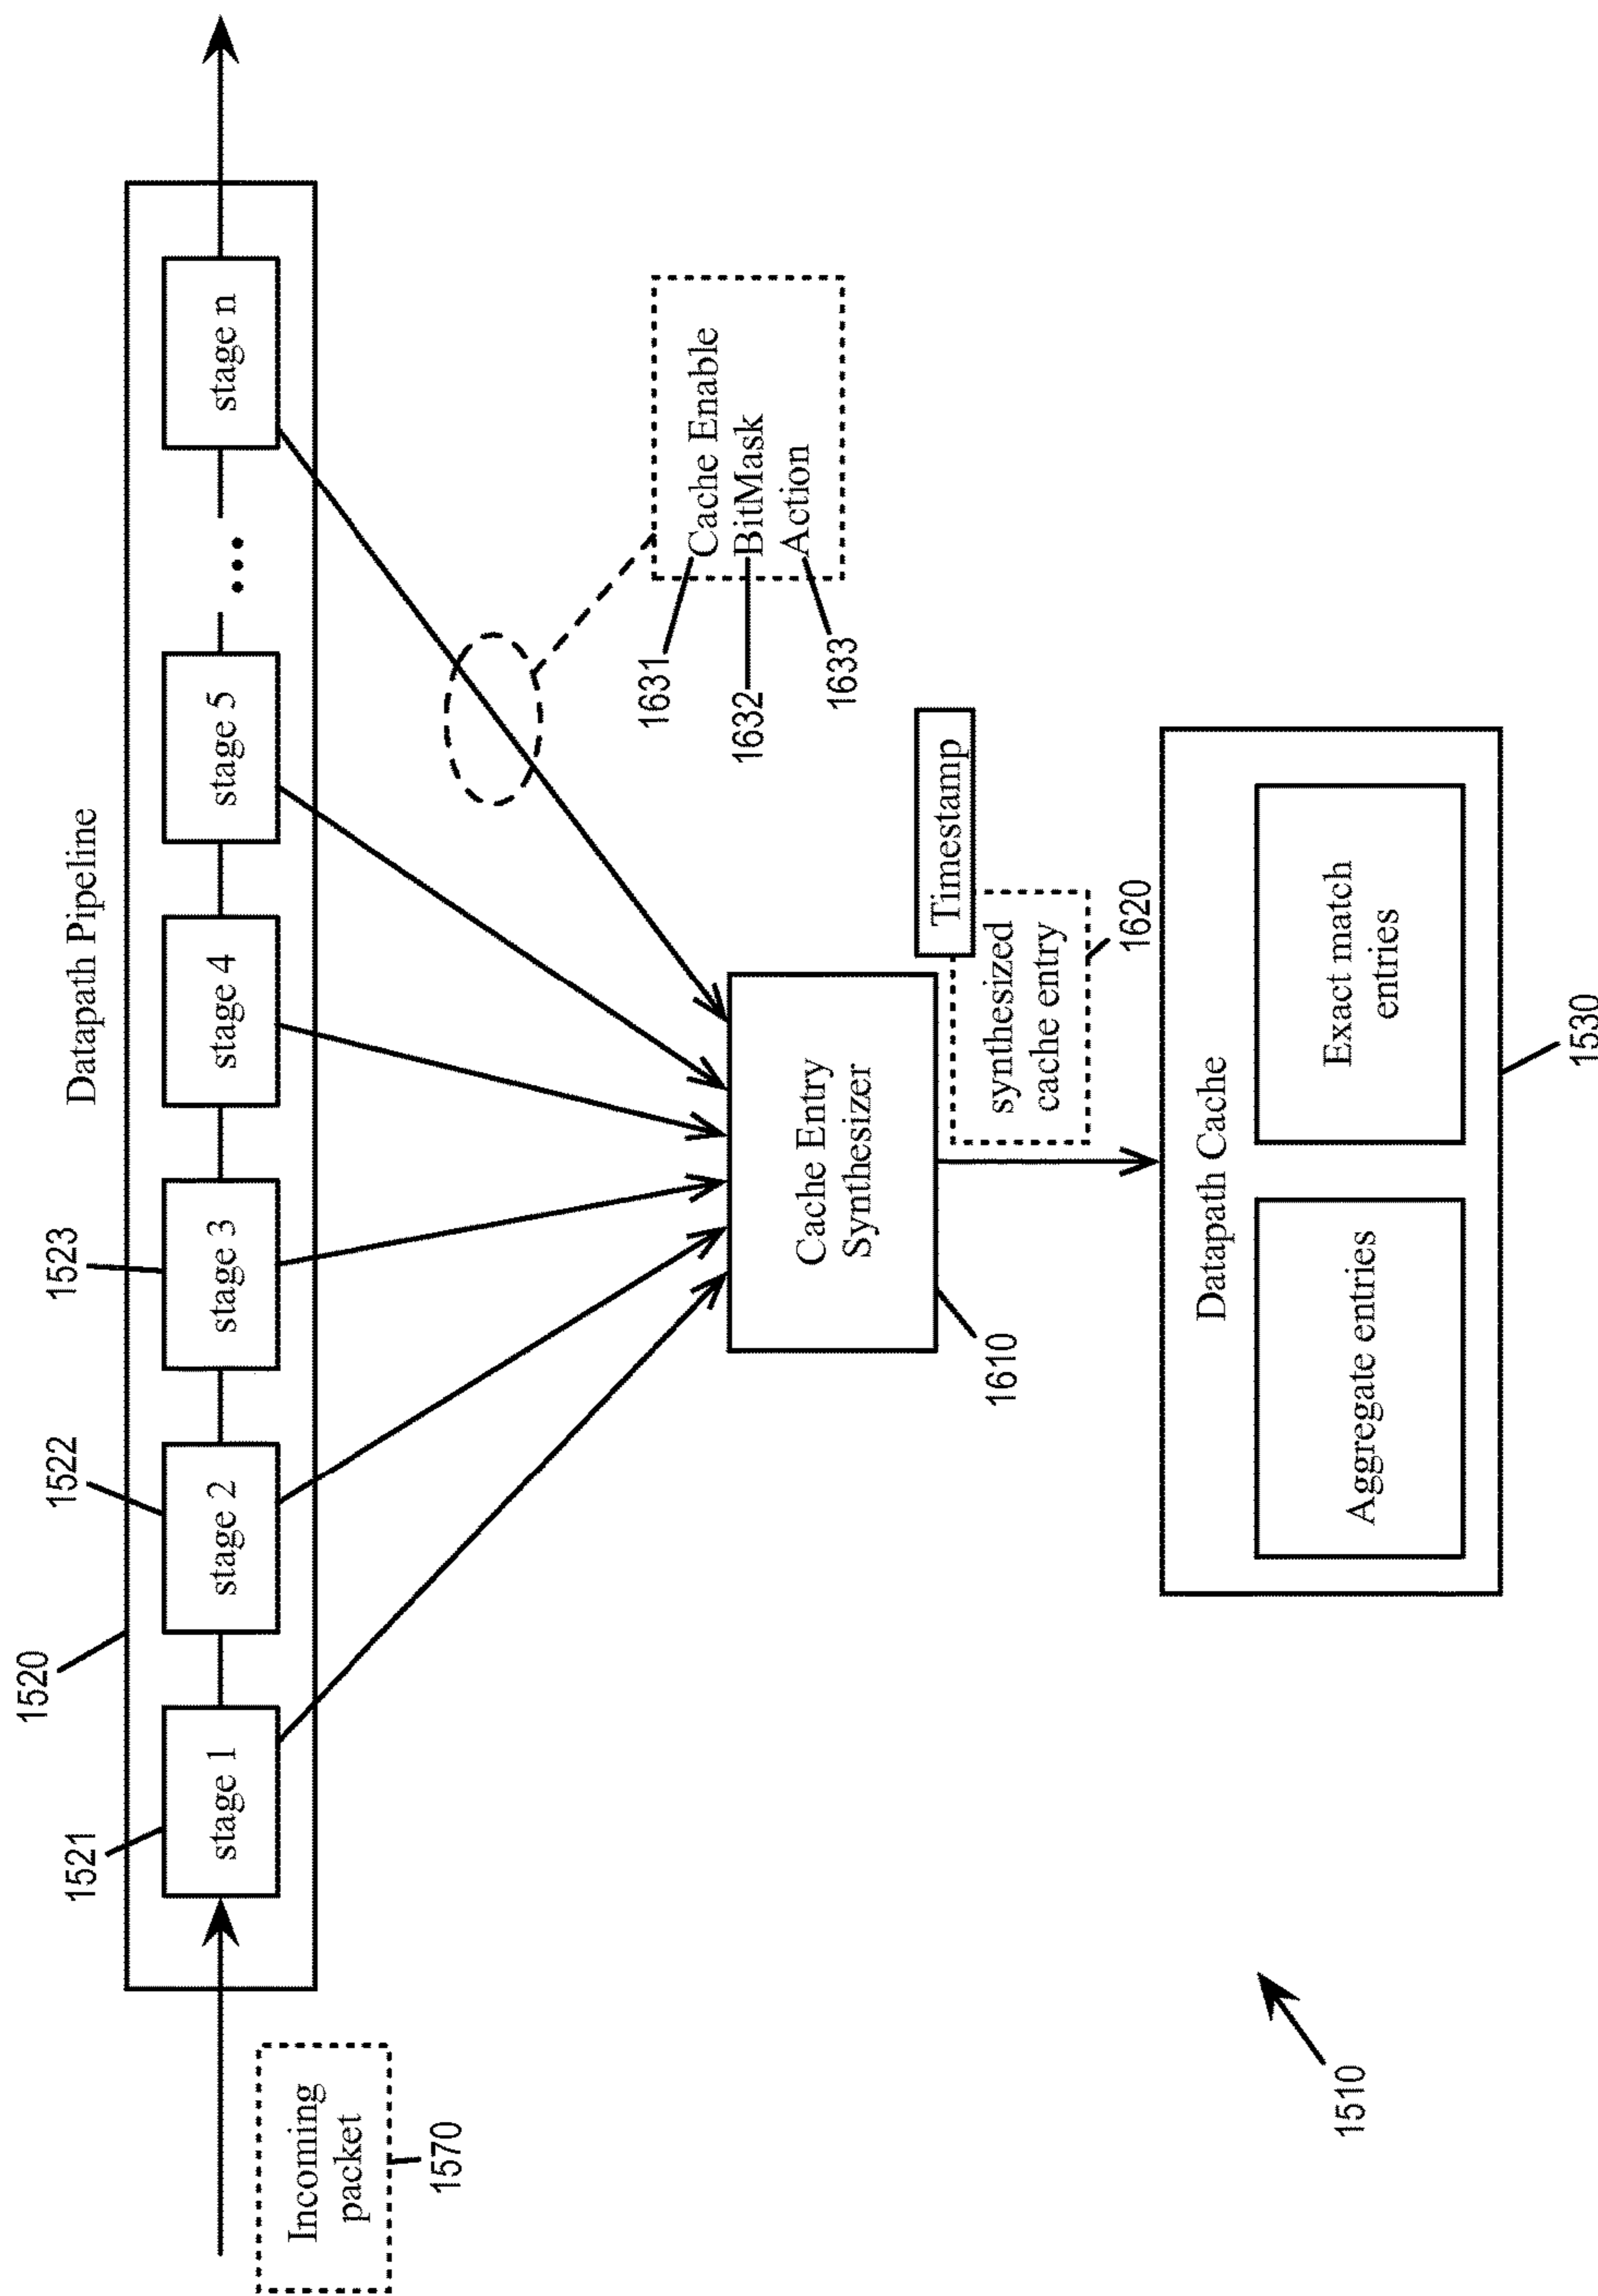 Datapath Pipeline
1520
1521
1522
1523
stage 1
stage 2
stage 3
stage 4
stage 5
...
stage n
Incoming
packet
1570
1631
Cache Enable
1632
BitMask
1633
Action
Cache Entry
Synthesizer
1610
Timestamp
synthesized
cache entry
1620
Datapath Cache
Aggregate entries
Exact match
entries
1530
1510